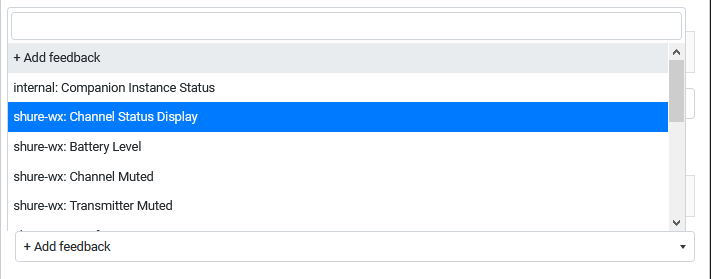 + Add feedback
internal: Companion Instance Status
shure-wx: Channel Status Display
shure-wx: Battery Level
shure-wx: Channel Muted
shure-wx: Transmitter Muted
+ Add feedback